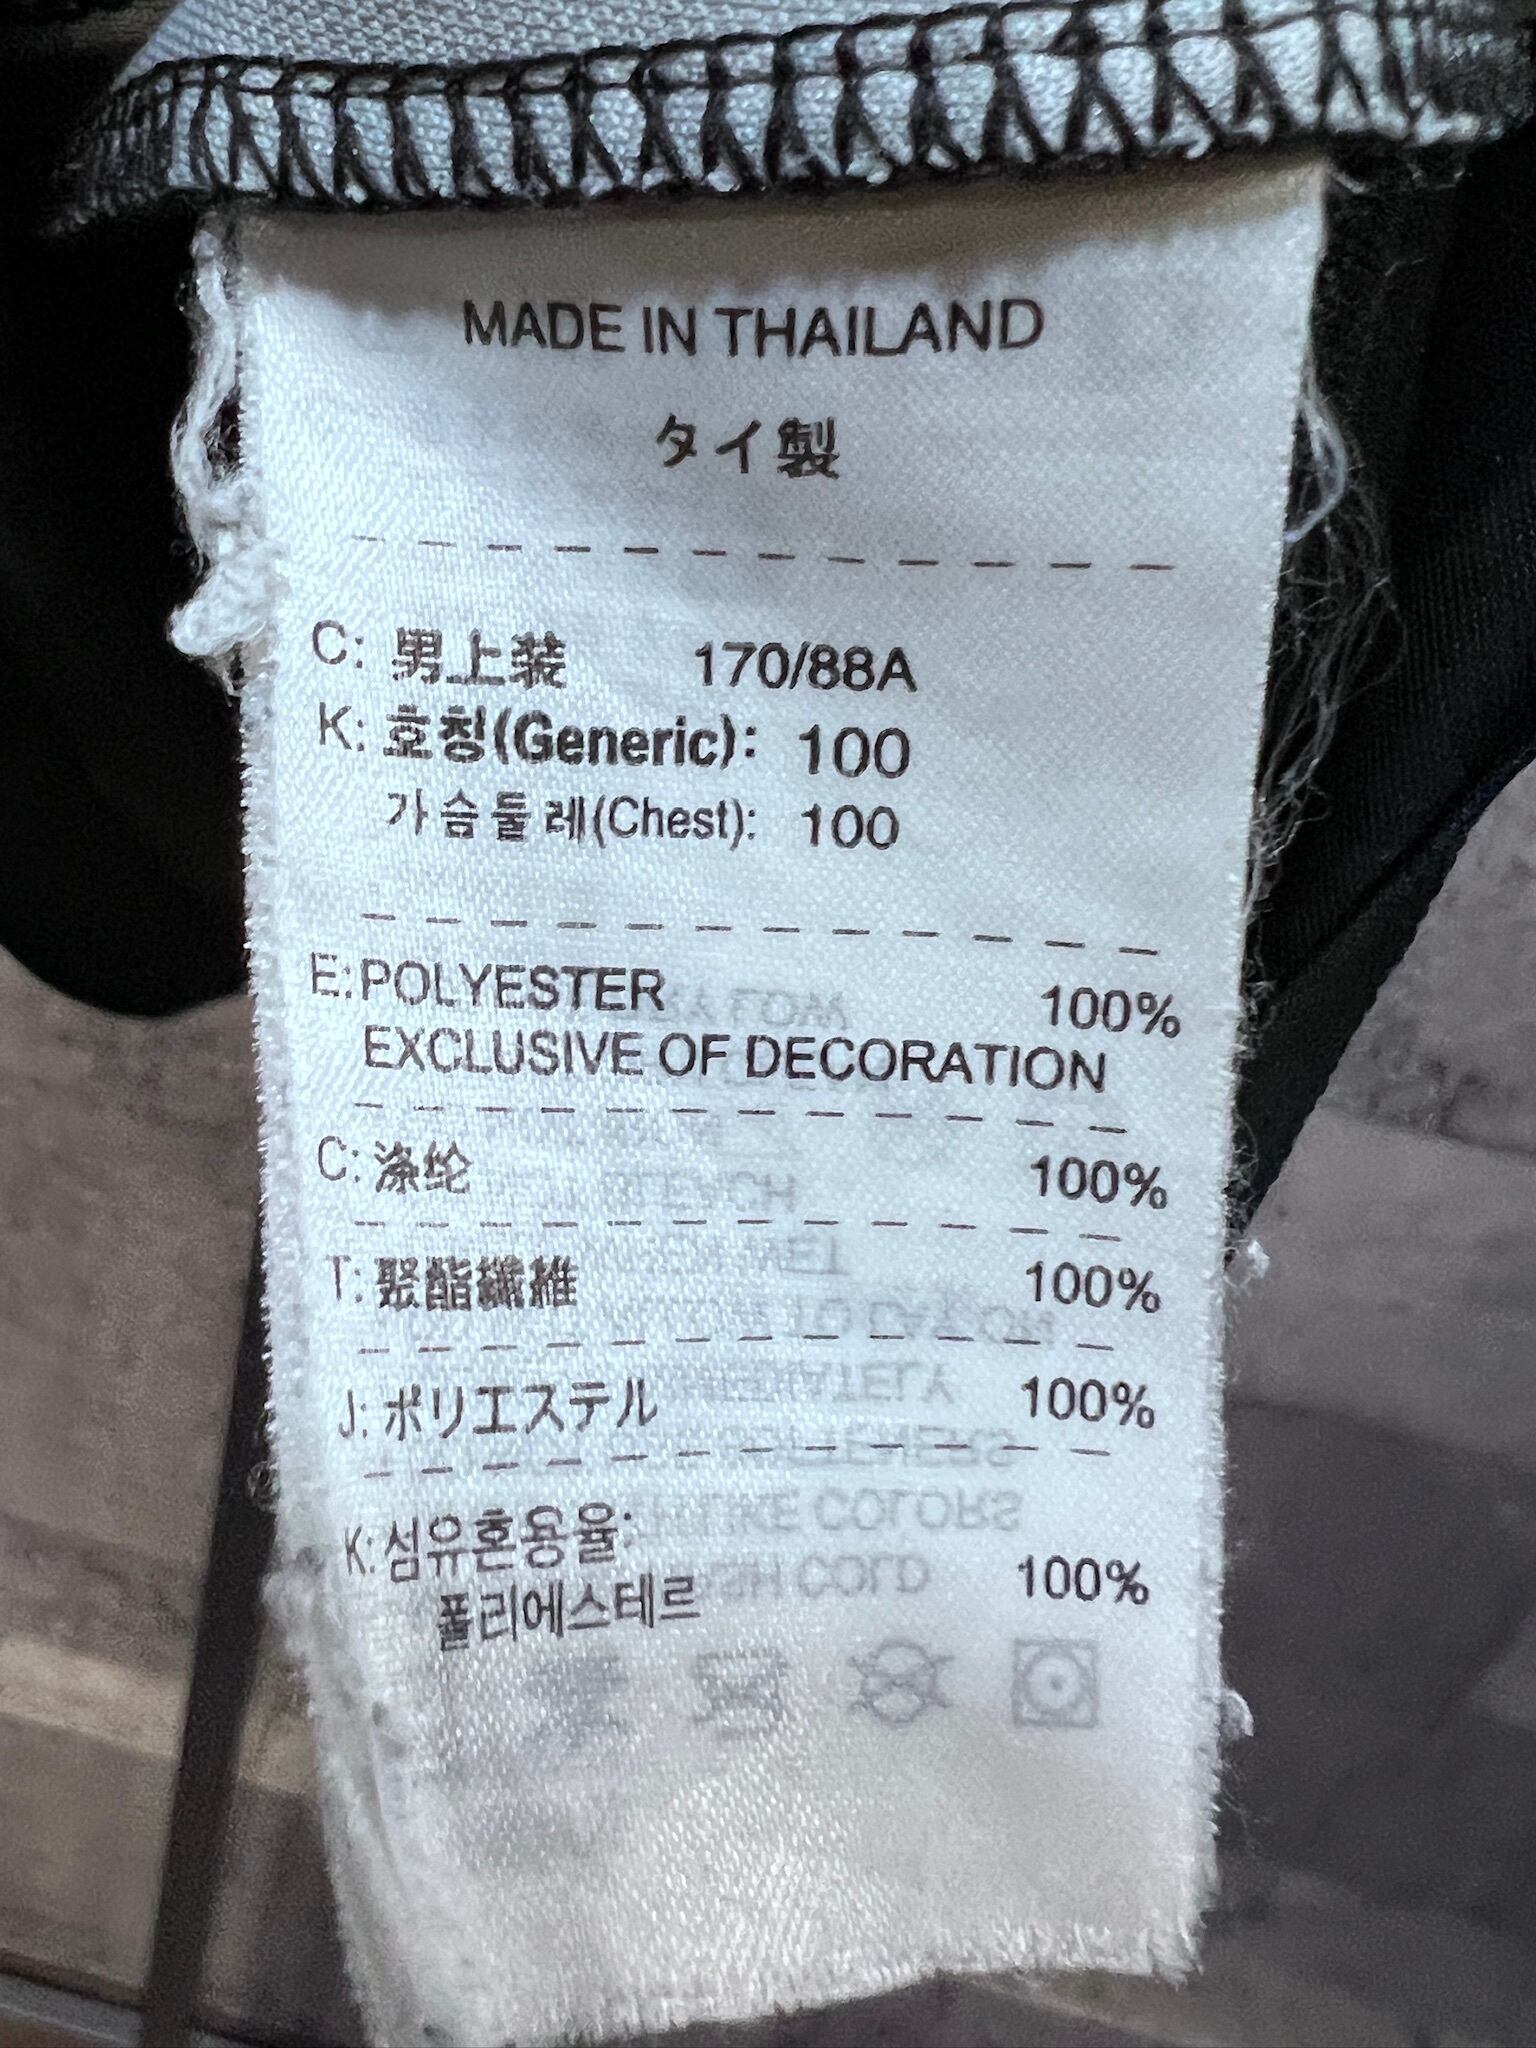 MADE IN THAILAND
タイ製
C: 男上装 170/88A
K: 호칭(Generic): 100
가슴둘레(Chest): 100
E: POLYESTER 100%
EXCLUSIVE OF DECORATION
C: 涤纶 100%
T: 聚酯纖維 100%
J: ポリエステル 100%
K: 섬유혼용율:
폴리에스테르 100%